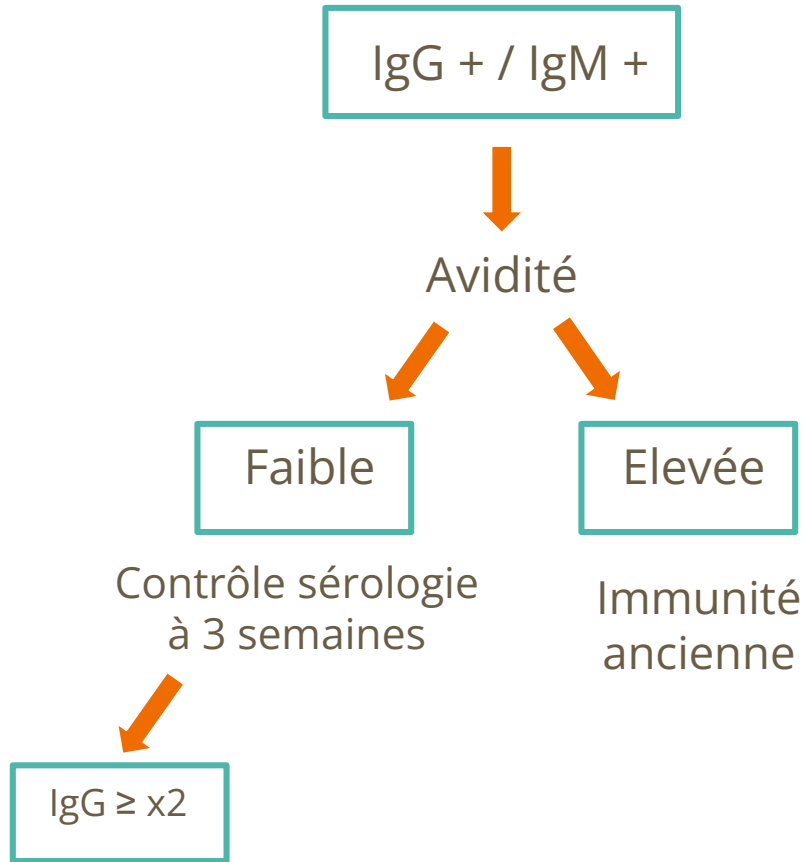 IgG + / IgM +
Avidité
Faible
Elevée
Contrôle sérologie
à 3 semaines
Immunité
ancienne
IgG ≥ x2